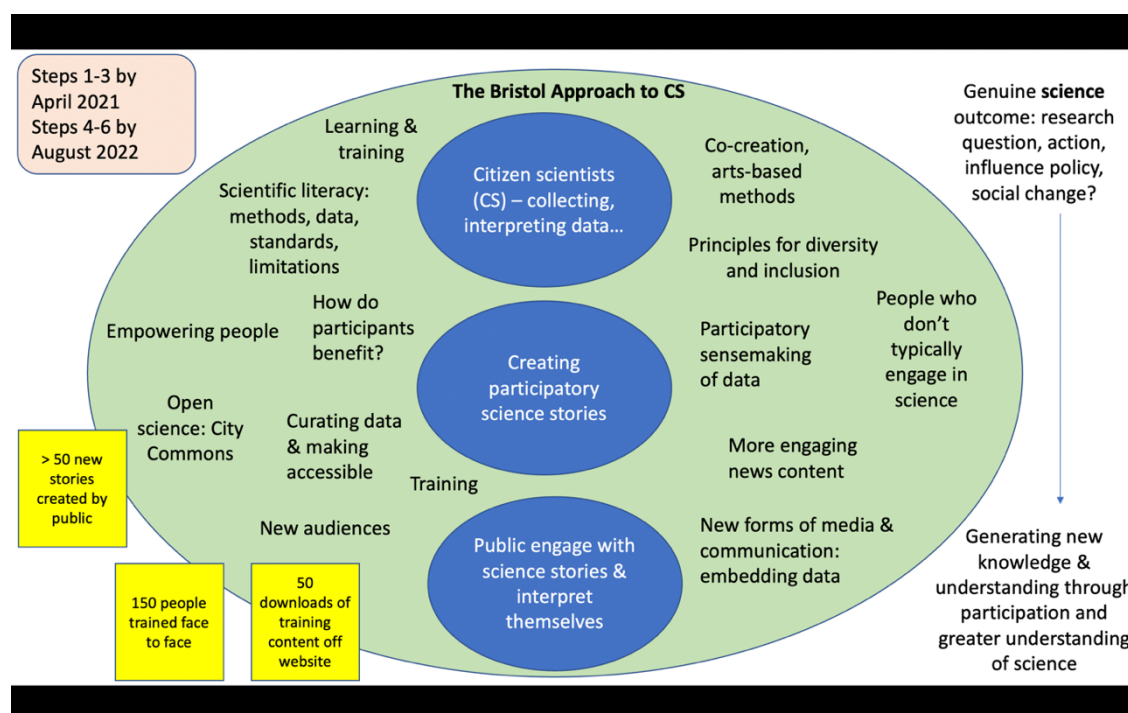 Steps 1-3 by
April 2021
Steps 4-6 by
August 2022
The Bristol Approach to CS
Learning &
training
Scientific literacy:
methods, data,
standards,
limitations
Empowering people
How do
participants
benefit?
Open
science: City
Commons
Curating data
& making
accessible
Training
New audiences
Citizen scientists
(CS) – collecting,
interpreting data…
Creating
participatory
science stories
Public engage with
science stories &
interpret
themselves
Co-creation,
arts-based
methods
Principles for diversity
and inclusion
Participatory
sensemaking
of data
People who
don’t
typically
engage in
science
More engaging
news content
New forms of media &
communication:
embedding data
> 50 new
stories
created by
public
150 people
trained face
to face
50
downloads of
training
content off
website
Genuine science
outcome: research
question, action,
influence policy,
social change?
Generating new
knowledge &
understanding through
participation and
greater understanding
of science